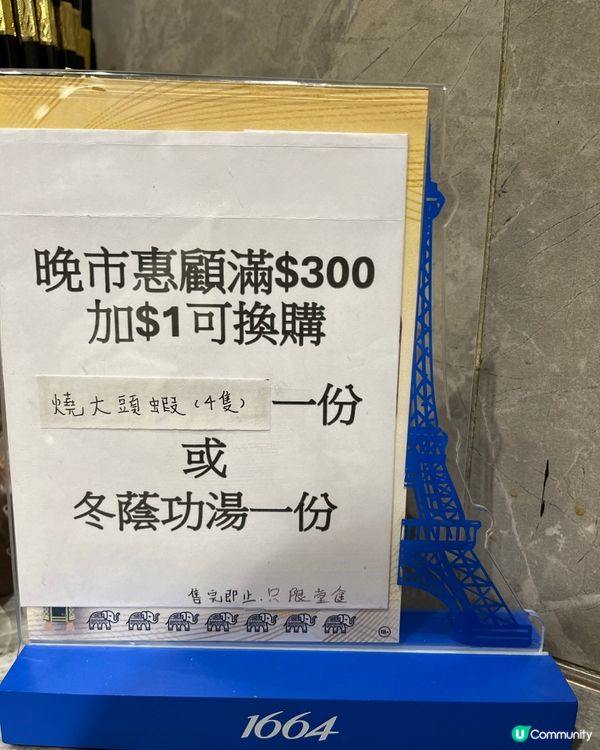 晚市惠顧滿$300
加$1可換購
燒大頭蝦(4隻)一份
或
冬蔭功湯一份
售完即止.只限堂食
18+
1664
U Community